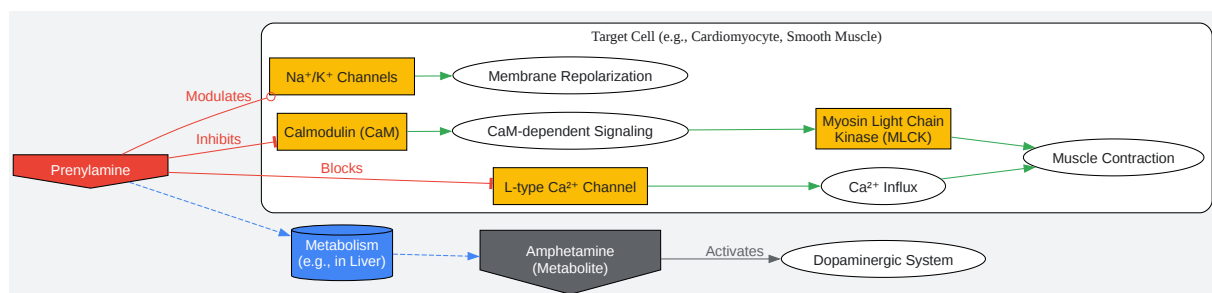 Target Cell (e.g., Cardiomyocyte, Smooth Muscle)
Na⁺/K⁺ Channels
Membrane Repolarization
Modulates
Calmodulin (CaM)
CaM-dependent Signaling
Myosin Light Chain
Kinase (MLCK)
Inhibits
Muscle Contraction
Prenylamine
Blocks
L-type Ca²⁺ Channel
Ca²⁺ Influx
Metabolism
(e.g., in Liver)
Amphetamine
(Metabolite)
Activates
Dopaminergic System